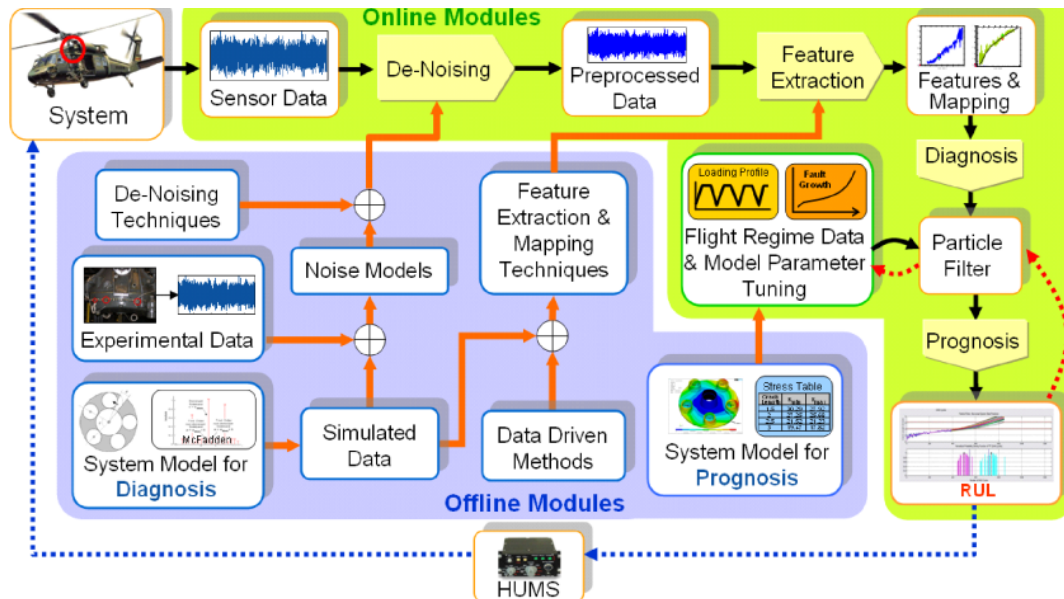 Online Modules
System
Sensor Data
De-Noising
Preprocessed
Data
Feature
Extraction
Features &
Mapping
De-Noising
Techniques
Feature
Extraction &
Mapping
Techniques
Loading Profile
Fault
Growth
Flight Regime Data
& Model Parameter
Tuning
Diagnosis
Particle
Filter
Noise Models
Experimental Data
Prognosis
McFadden
System Model for
Diagnosis
Simulated
Data
Data Driven
Methods
Stress Table
System Model for
Prognosis
RUL
Offline Modules
HUMS